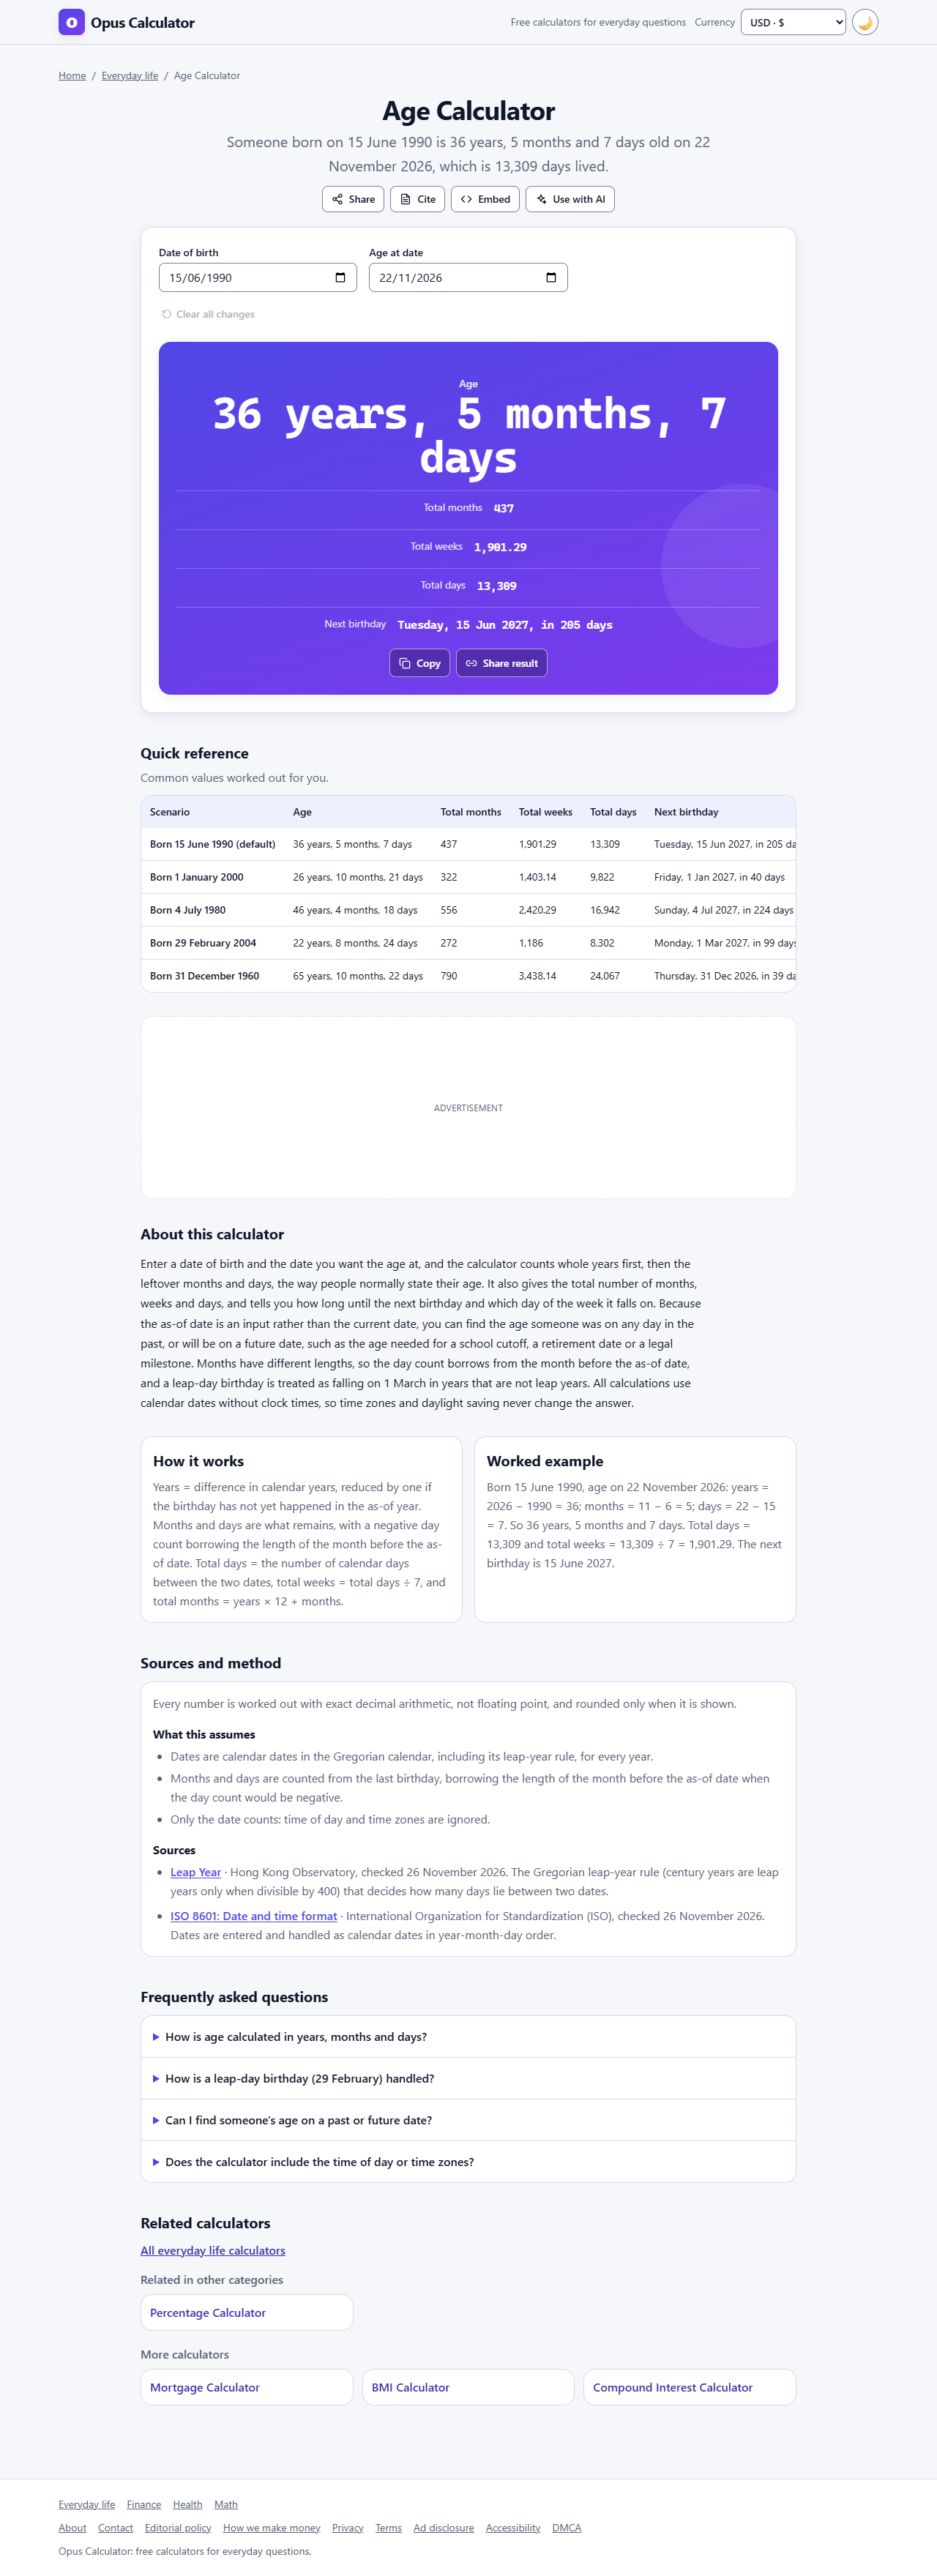 Opus Calculator
Free calculators for everyday questions Currency USD · $
Home / Everyday life / Age Calculator
Age Calculator
Someone born on 15 June 1990 is 36 years, 5 months and 7 days old on 22
November 2026, which is 13,309 days lived.
Share Cite Embed Use with AI
Date of birth Age at date
15/06/1990 22/11/2026
Clear all changes
Age
36 years, 5 months, 7
days
Total months 437
Total weeks 1,901.29
Total days 13,309
Next birthday Tuesday, 15 Jun 2027, in 205 days
Copy Share result
Quick reference
Common values worked out for you.
Scenario Age Total months Total weeks Total days Next birthday
Born 15 June 1990 (default) 36 years, 5 months, 7 days 437 1,901.29 13,309 Tuesday, 15 Jun 2027, in 205 da
Born 1 January 2000 26 years, 10 months, 21 days 322 1,403.14 9,822 Friday, 1 Jan 2027, in 40 days
Born 4 July 1980 46 years, 4 months, 18 days 556 2,420.29 16,942 Sunday, 4 Jul 2027, in 224 days
Born 29 February 2004 22 years, 8 months, 24 days 272 1,186 8,302 Monday, 1 Mar 2027, in 99 days
Born 31 December 1960 65 years, 10 months, 22 days 790 3,438.14 24,067 Thursday, 31 Dec 2026, in 39 da
ADVERTISEMENT
About this calculator
Enter a date of birth and the date you want the age at, and the calculator counts whole years first, then the
leftover months and days, the way people normally state their age. It also gives the total number of months,
weeks and days, and tells you how long until the next birthday and which day of the week it falls on. Because
the as-of date is an input rather than the current date, you can find the age someone was on any day in the
past, or will be on a future date, such as the age needed for a school cutoff, a retirement date or a legal
milestone. Months have different lengths, so the day count borrows from the month before the as-of date,
and a leap-day birthday is treated as falling on 1 March in years that are not leap years. All calculations use
calendar dates without clock times, so time zones and daylight saving never change the answer.
How it works
Years = difference in calendar years, reduced by one if
the birthday has not yet happened in the as-of year.
Months and days are what remains, with a negative day
count borrowing the length of the month before the as-
of date. Total days = the number of calendar days
between the two dates, total weeks = total days ÷ 7, and
total months = years × 12 + months.
Worked example
Born 15 June 1990, age on 22 November 2026: years =
2026 − 1990 = 36; months = 11 − 6 = 5; days = 22 − 15
= 7. So 36 years, 5 months and 7 days. Total days =
13,309 and total weeks = 13,309 ÷ 7 = 1,901.29. The next
birthday is 15 June 2027.
Sources and method
Every number is worked out with exact decimal arithmetic, not floating point, and rounded only when it is shown.
What this assumes
• Dates are calendar dates in the Gregorian calendar, including its leap-year rule, for every year.
• Months and days are counted from the last birthday, borrowing the length of the month before the as-of date when
the day count would be negative.
• Only the date counts: time of day and time zones are ignored.
Sources
• Leap Year · Hong Kong Observatory, checked 26 November 2026. The Gregorian leap-year rule (century years are leap
years only when divisible by 400) that decides how many days lie between two dates.
• ISO 8601: Date and time format · International Organization for Standardization (ISO), checked 26 November 2026.
Dates are entered and handled as calendar dates in year-month-day order.
Frequently asked questions
How is age calculated in years, months and days?
How is a leap-day birthday (29 February) handled?
Can I find someone's age on a past or future date?
Does the calculator include the time of day or time zones?
Related calculators
All everyday life calculators
Related in other categories
Percentage Calculator
More calculators
Mortgage Calculator BMI Calculator Compound Interest Calculator
Everyday life Finance Health Math
About Contact Editorial policy How we make money Privacy Terms Ad disclosure Accessibility DMCA
Opus Calculator: free calculators for everyday questions.